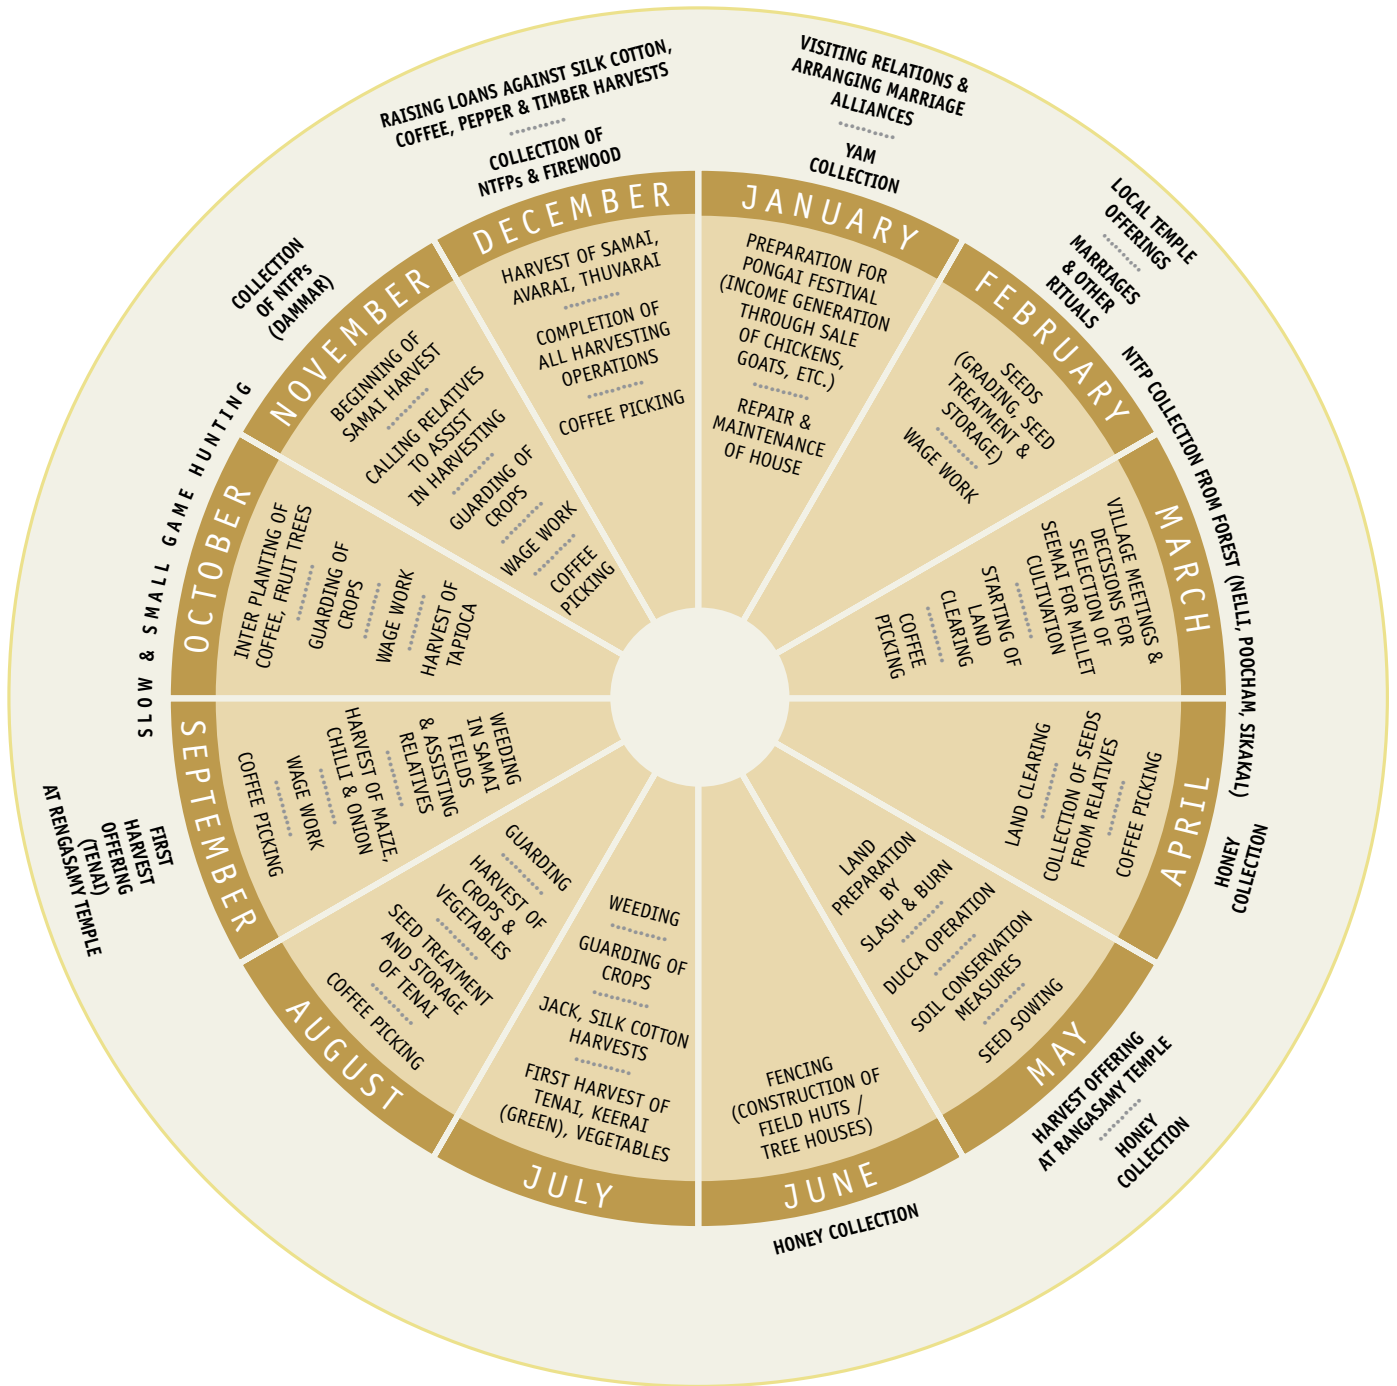 VISITING RELATIONS &
ARRANGING MARRIAGE
ALLIANCES
YAM
COLLECTION
JANUARY
PREPARATION FOR
PONGAI FESTIVAL
(INCOME GENERATION
THROUGH SALE
OF CHICKENS,
GOATS, ETC.)
REPAIR &
MAINTENANCE
OF HOUSE
LOCAL TEMPLE
OFFERINGS
MARRIAGES
& OTHER
RITUALS
FEBRUARY
SEEDS
(GRADING, SEED
TREATMENT &
STORAGE)
WAGE WORK
NTFP COLLECTION FROM FOREST (NELLI, POOCHAM, SIKAKAL)
MARCH
VILLAGE MEETINGS &
DECISIONS FOR
SELECTION OF
SEEMAI FOR MILLET
CULTIVATION
STARTING OF
LAND
CLEARING
COFFEE
PICKING
APRIL
LAND CLEARING
COLLECTION OF SEEDS
FROM RELATIVES
COFFEE PICKING
HONEY
COLLECTION
MAY
LAND
PREPARATION
BY
SLASH & BURN
DUCCA OPERATION
SOIL CONSERVATION
MEASURES
SEED SOWING
HARVEST OFFERING
AT RANGASAMY TEMPLE
HONEY
COLLECTION
JUNE
FENCING
(CONSTRUCTION OF
FIELD HUTS /
TREE HOUSES)
HONEY COLLECTION
JULY
WEEDING
GUARDING OF
CROPS
JACK, SILK COTTON
HARVESTS
FIRST HARVEST OF
TENAI, KEERAI
(GREEN), VEGETABLES
AUGUST
GUARDING
HARVEST OF
CROPS &
VEGETABLES
SEED TREATMENT
AND STORAGE
OF TENAI
COFFEE PICKING
SEPTEMBER
WEEDING
IN SAMAI
FIELDS
& ASSISTING
RELATIVES
HARVEST OF MAIZE,
CHILLI & ONION
WAGE WORK
COFFEE PICKING
FIRST
HARVEST
OFFERING
(TENAI)
AT RENGASAMY TEMPLE
SLOW & SMALL GAME HUNTING
OCTOBER
INTER PLANTING OF
COFFEE, FRUIT TREES
GUARDING OF
CROPS
WAGE WORK
HARVEST OF
TAPIOCA
COLLECTION
OF NTFPs
(DAMMAR)
NOVEMBER
BEGINNING OF
SAMAI HARVEST
CALLING RELATIVES
TO ASSIST
IN HARVESTING
GUARDING OF
CROPS
WAGE WORK
COFFEE
PICKING
RAISING LOANS AGAINST SILK COTTON,
COFFEE, PEPPER & TIMBER HARVESTS
COLLECTION OF
NTFPs & FIREWOOD
DECEMBER
HARVEST OF SAMAI,
AVARAI, THUVARAI
COMPLETION OF
ALL HARVESTING
OPERATIONS
COFFEE PICKING